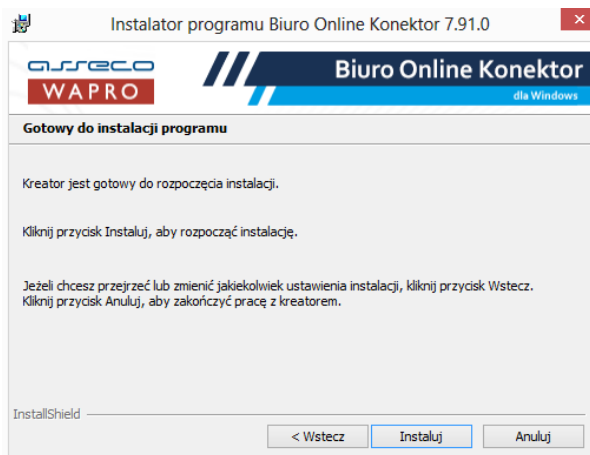 Instalator programu Biuro Online Konektor 7.91.0
asseco
WAPRO
Biuro Online Konektor
dla Windows
Gotowy do instalacji programu
Kreator jest gotowy do rozpoczęcia instalacji.
Kliknij przycisk Instaluj, aby rozpocząć instalację.
Jeżeli chcesz przejrzeć lub zmienić jakiekolwiek ustawienia instalacji, kliknij przycisk Wstecz.
Kliknij przycisk Anuluj, aby zakończyć pracę z kreatorem.
InstallShield
< Wstecz Instaluj Anuluj